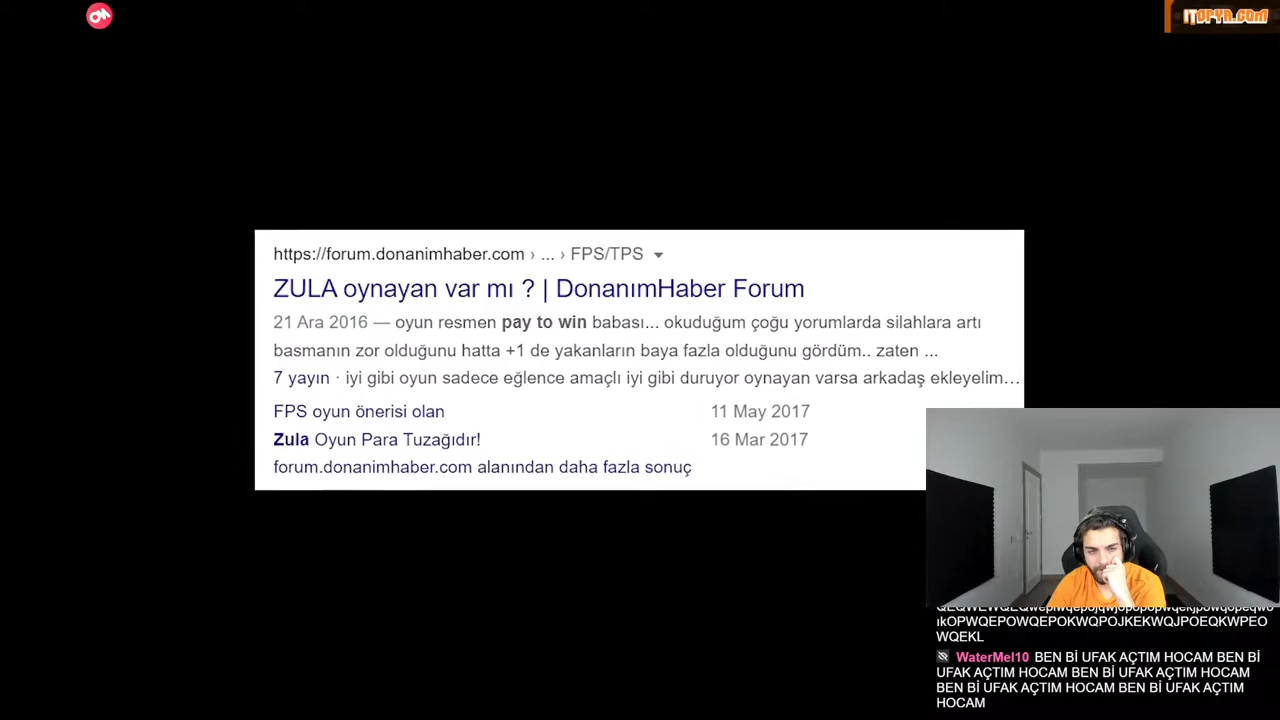 ITOPYA.COM
https://forum.donanimhaber.com › ... › FPS/TPS
ZULA oynayan var mı ? | DonanımHaber Forum
21 Ara 2016 — oyun resmen pay to win babası... okuduğum çoğu yorumlarda silahlara artı
basmanın zor olduğunu hatta +1 de yakanların baya fazla olduğunu gördüm.. zaten ...
7 yayın · iyi gibi oyun sadece eğlence amaçlı iyi gibi duruyor oynayan varsa arkadaş ekleyelim…
FPS oyun önerisi olan 11 May 2017
Zula Oyun Para Tuzağıdır! 16 Mar 2017
forum.donanimhaber.com alanından daha fazla sonuç
ıkOPWQEPOWQEPOKWQPOJKEKWQJPOEQKWPEO
WQEKL
WaterMel10 BEN Bİ UFAK AÇTIM HOCAM BEN Bİ
UFAK AÇTIM HOCAM BEN Bİ UFAK AÇTIM HOCAM
BEN Bİ UFAK AÇTIM HOCAM BEN Bİ UFAK AÇTIM
HOCAM